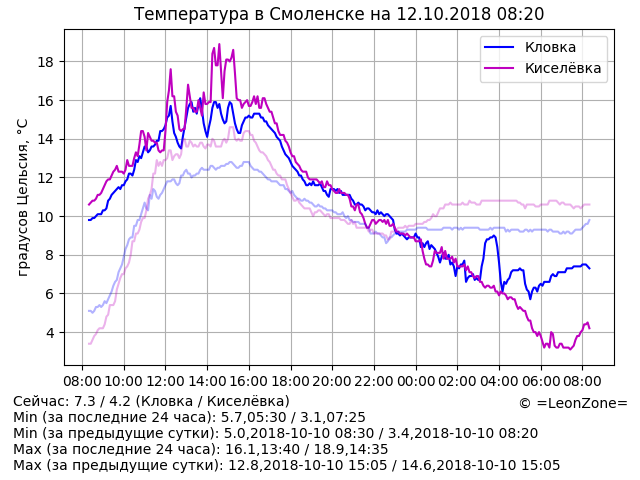 Температура в Смоленске на 12.10.2018 08:20
Кловка
Киселёвка
градусов Цельсия, °C
18
16
14
12
10
8
6
4
08:00 10:00 12:00 14:00 16:00 18:00 20:00 22:00 00:00 02:00 04:00 06:00 08:00
Сейчас: 7.3 / 4.2 (Кловка / Киселёвка)
© =LeonZone=
Min (за последние 24 часа): 5.7,05:30 / 3.1,07:25
Min (за предыдущие сутки): 5.0,2018-10-10 08:30 / 3.4,2018-10-10 08:20
Max (за последние 24 часа): 16.1,13:40 / 18.9,14:35
Max (за предыдущие сутки): 12.8,2018-10-10 15:05 / 14.6,2018-10-10 15:05